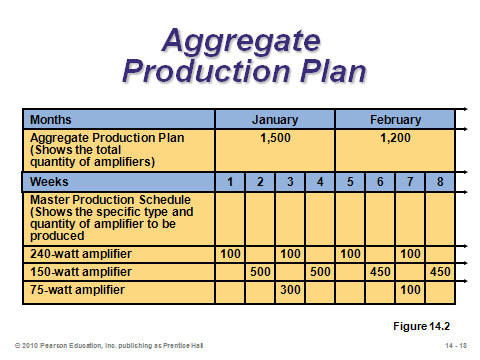 Aggregate
Production Plan
Months January February
Aggregate Production Plan 1,500 1,200
(Shows the total
quantity of amplifiers)
Weeks 1 2 3 4 5 6 7 8
Master Production Schedule
(Shows the specific type and
quantity of amplifier to be
produced
240-watt amplifier 100 100 100 100
150-watt amplifier 500 500 450 450
75-watt amplifier 300 100
Figure 14.2
© 2010 Pearson Education, Inc. publishing as Prentice Hall 14 - 18